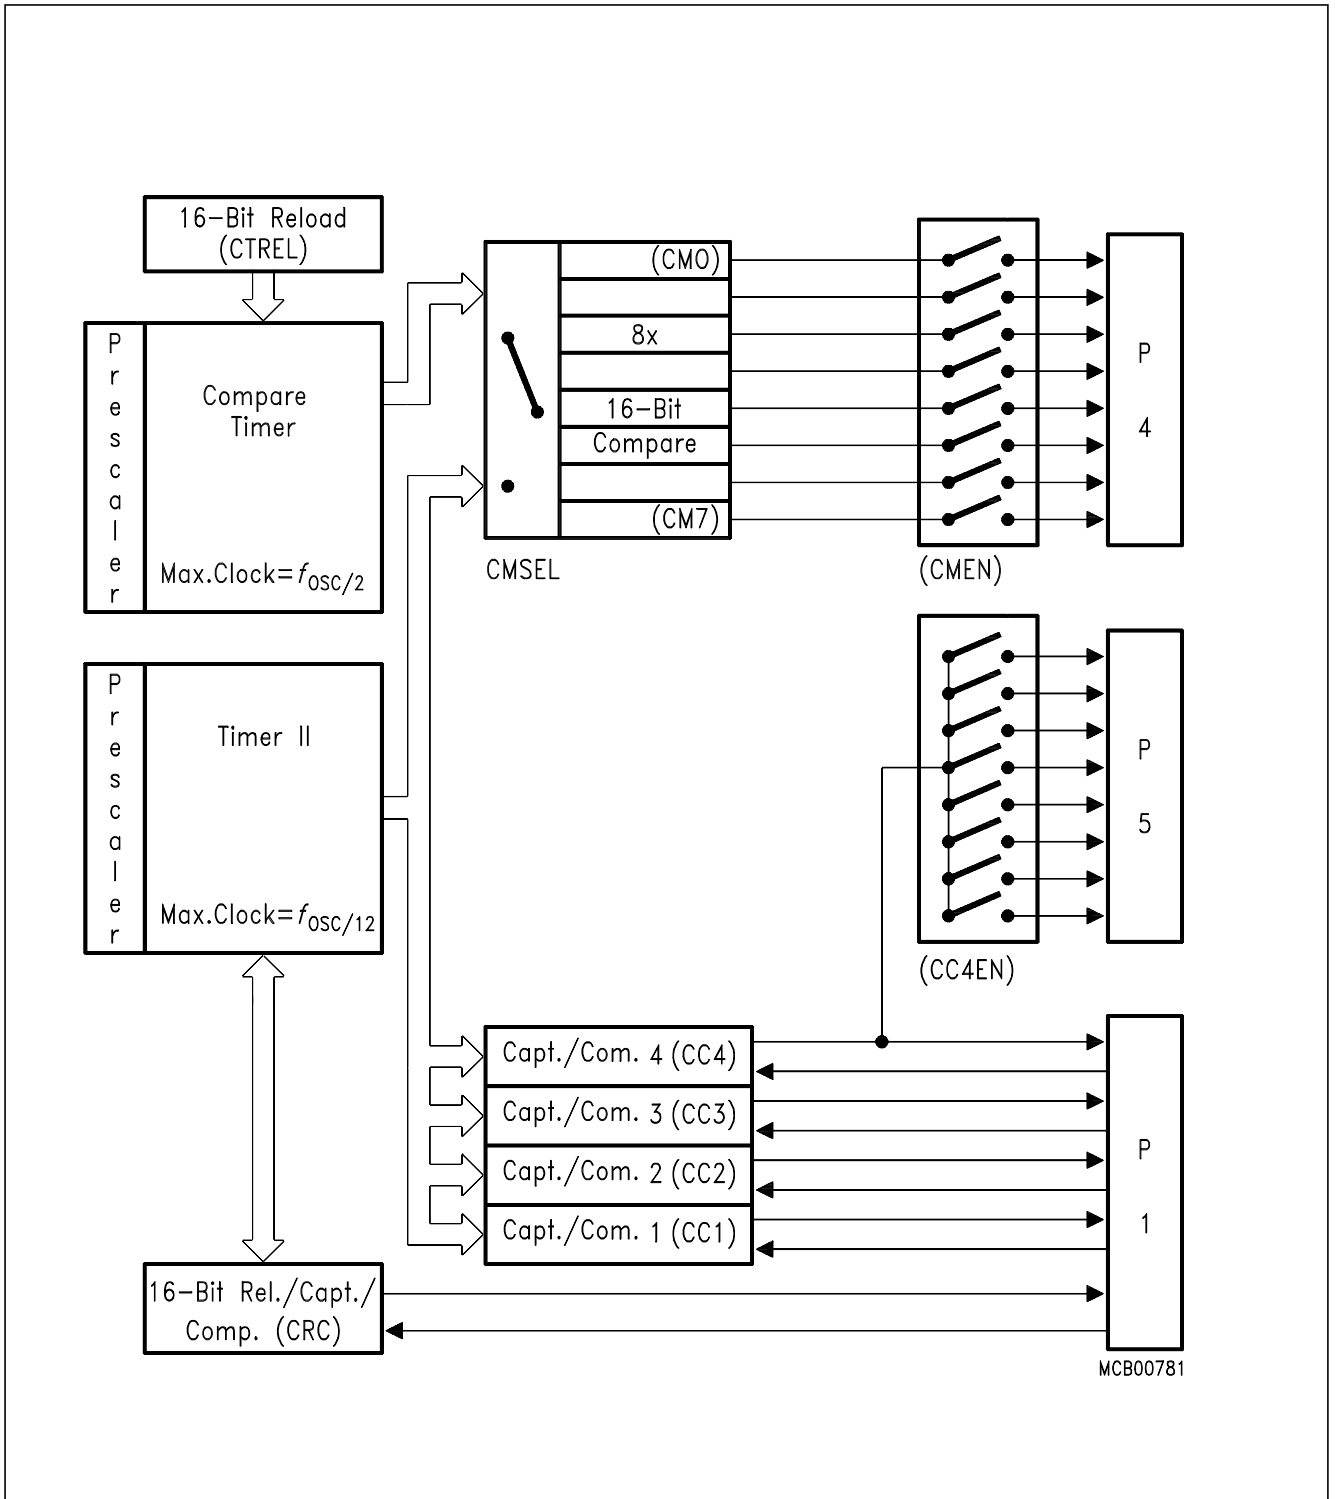 16-Bit Reload
(CTREL)
Prescaler
Compare
Timer
Max.Clock=fOSC/2
(CM0)
8x
16-Bit
Compare
(CM7)
CMSEL
(CMEN)
P
4
Prescaler
Timer II
Max.Clock=fOSC/12
(CC4EN)
P
5
Capt./Com. 4 (CC4)
Capt./Com. 3 (CC3)
Capt./Com. 2 (CC2)
Capt./Com. 1 (CC1)
P
1
16-Bit Rel./Capt./
Comp. (CRC)
MCB00781